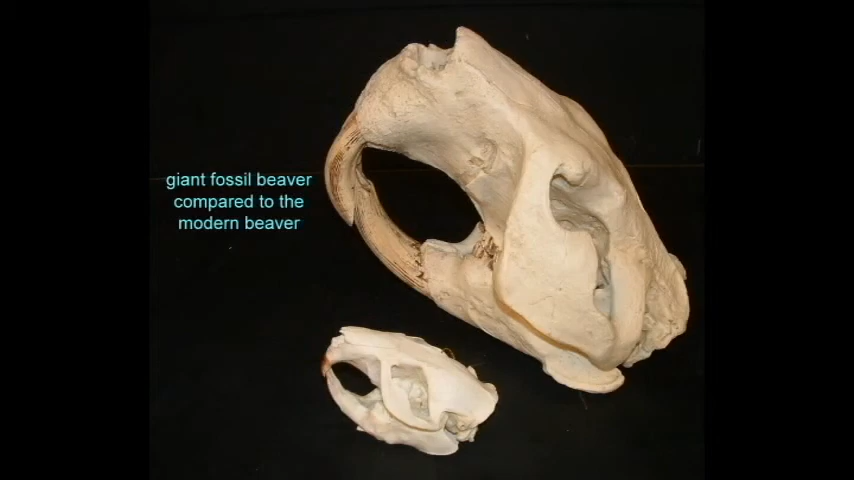 giant fossil beaver
compared to the
modern beaver